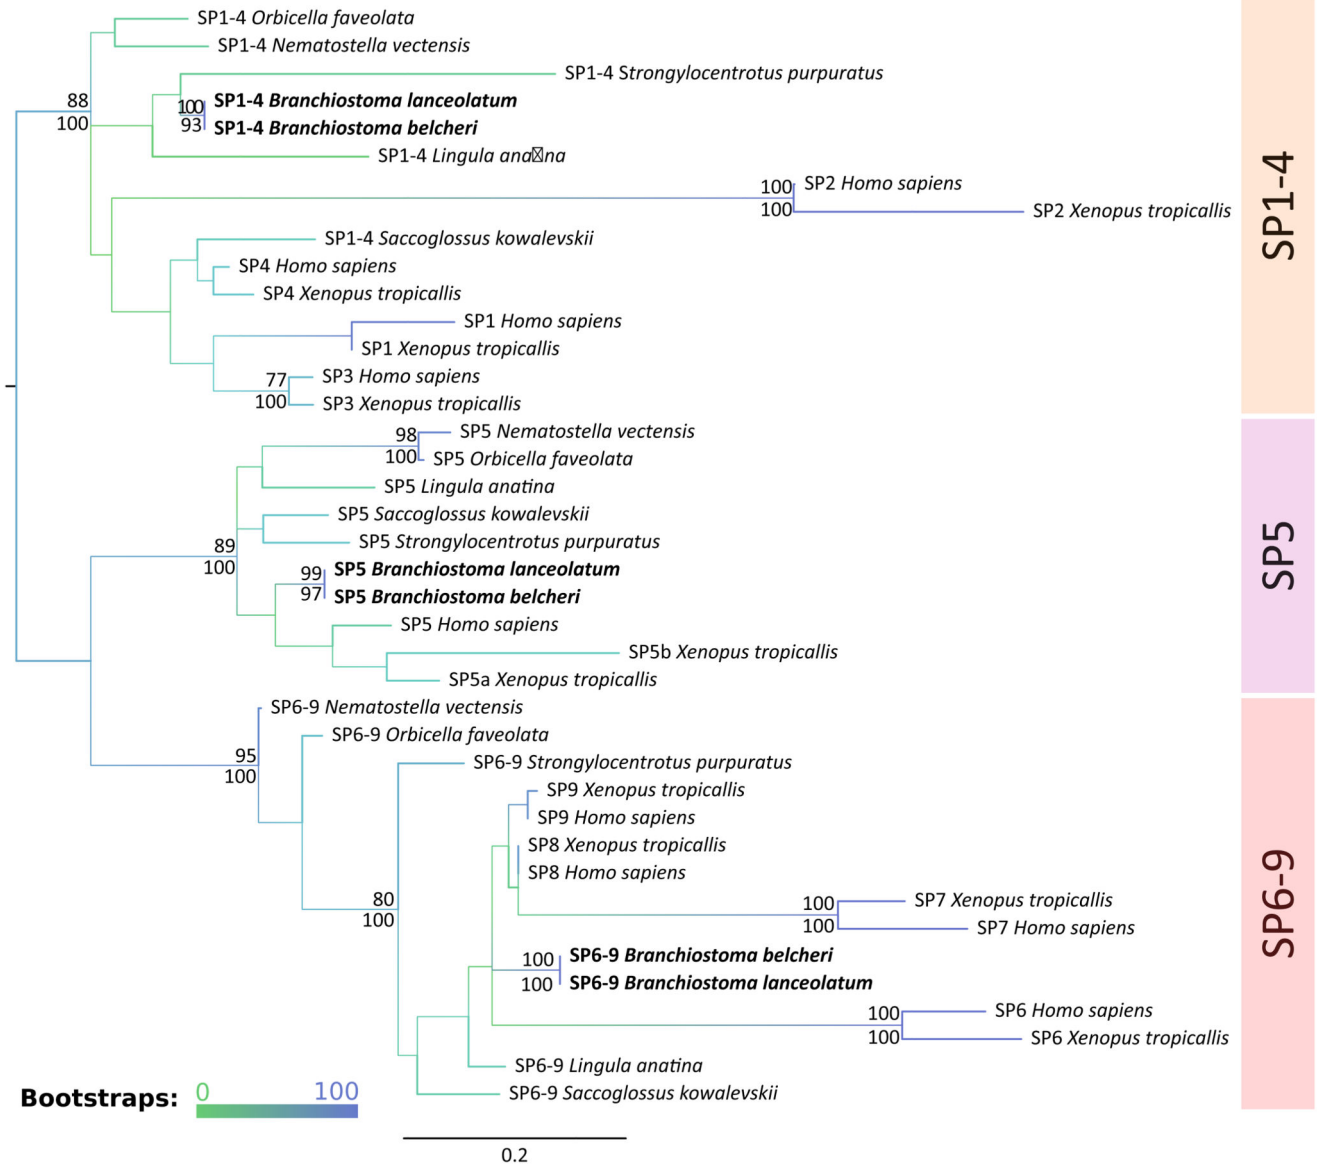 SP1-4 Orbicella faveolata
SP1-4 Nematostella vectensis
SP1-4 Strongylocentrotus purpuratus
88
100
100
93
SP1-4 Branchiostoma lanceolatum
SP1-4 Branchiostoma belcheri
SP1-4 Lingula ana☒na
100
100
SP2 Homo sapiens
SP2 Xenopus tropicallis
SP1-4 Saccoglossus kowalevskii
SP4 Homo sapiens
SP4 Xenopus tropicallis
SP1 Homo sapiens
SP1 Xenopus tropicallis
77
100
SP3 Homo sapiens
SP3 Xenopus tropicallis
SP1-4
98
100
SP5 Nematostella vectensis
SP5 Orbicella faveolata
SP5 Lingula anatina
SP5 Saccoglossus kowalevskii
SP5 Strongylocentrotus purpuratus
89
100
99
97
SP5 Branchiostoma lanceolatum
SP5 Branchiostoma belcheri
SP5 Homo sapiens
SP5b Xenopus tropicallis
SP5a Xenopus tropicallis
SP5
SP6-9 Nematostella vectensis
SP6-9 Orbicella faveolata
95
100
SP6-9 Strongylocentrotus purpuratus
SP9 Xenopus tropicallis
SP9 Homo sapiens
SP8 Xenopus tropicallis
SP8 Homo sapiens
80
100
100
100
SP7 Xenopus tropicallis
SP7 Homo sapiens
100
100
SP6-9 Branchiostoma belcheri
SP6-9 Branchiostoma lanceolatum
100
100
SP6 Homo sapiens
SP6 Xenopus tropicallis
SP6-9 Lingula anatina
SP6-9 Saccoglossus kowalevskii
SP6-9
Bootstraps:
0
100
0.2